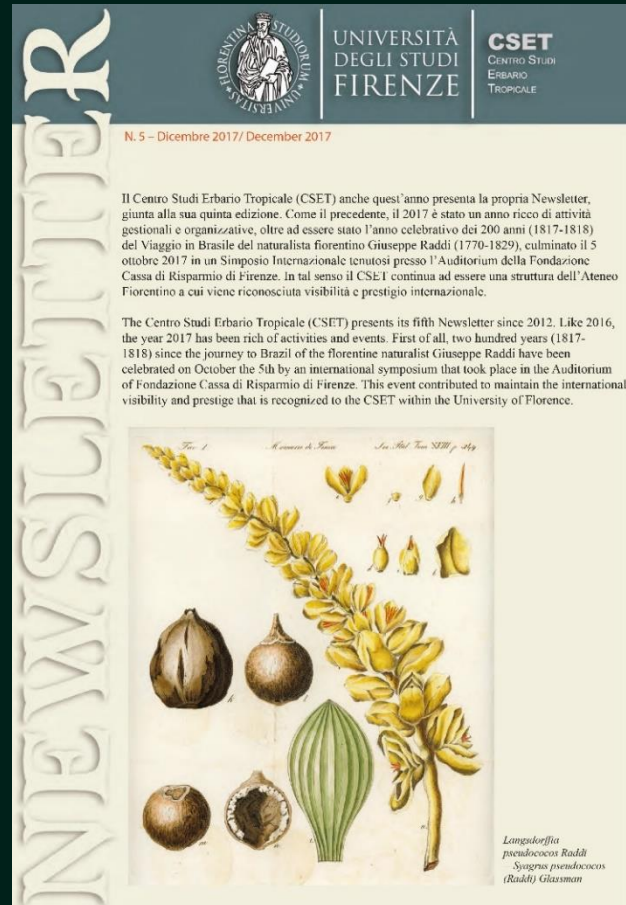 NEWSLETTER
FLORENTINA STUDIORUM UNIVERSITAS
UNIVERSITÀ
DEGLI STUDI
FIRENZE
CSET
CENTRO STUDI
ERBARIO
TROPICALE
N. 5 – Dicembre 2017/ December 2017
Il Centro Studi Erbario Tropicale (CSET) anche quest'anno presenta la propria Newsletter,
giunta alla sua quinta edizione. Come il precedente, il 2017 è stato un anno ricco di attività
gestionali e organizzative, oltre ad essere stato l'anno celebrativo dei 200 anni (1817-1818)
del Viaggio in Brasile del naturalista fiorentino Giuseppe Raddi (1770-1829), culminato il 5
ottobre 2017 in un Simposio Internazionale tenutosi presso l'Auditorium della Fondazione
Cassa di Risparmio di Firenze. In tal senso il CSET continua ad essere una struttura dell'Ateneo
Fiorentino a cui viene riconosciuta visibilità e prestigio internazionale.
The Centro Studi Erbario Tropicale (CSET) presents its fifth Newsletter since 2012. Like 2016,
the year 2017 has been rich of activities and events. First of all, two hundred years (1817-
1818) since the journey to Brazil of the florentine naturalist Giuseppe Raddi have been
celebrated on October the 5th by an international symposium that took place in the Auditorium
of Fondazione Cassa di Risparmio di Firenze. This event contributed to maintain the international
visibility and prestige that is recognized to the CSET within the University of Florence.
Langsdorffia
pseudococos Raddi
Syagrus pseudococos
(Raddi) Glassman